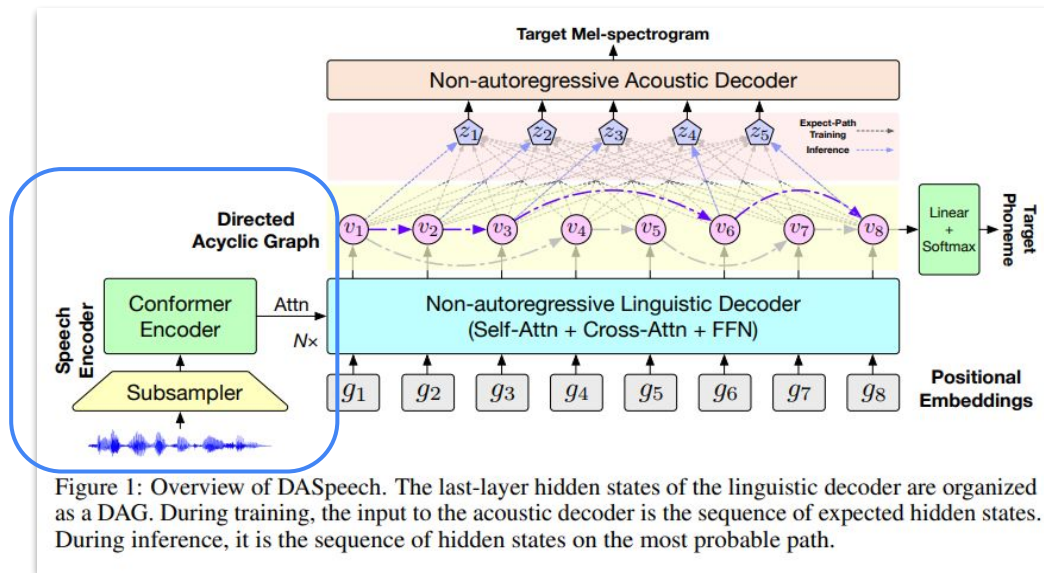 Target Mel-spectrogram
Non-autoregressive Acoustic Decoder
z1 z2 z3 z4 z5
Expect-Path
Training
Inference
Directed
Acyclic Graph
v1 v2 v3 v4 v5 v6 v7 v8
Linear
+
Softmax
Target
Phoneme
Speech
Encoder
Conformer
Encoder
Attn
N×
Non-autoregressive Linguistic Decoder
(Self-Attn + Cross-Attn + FFN)
Subsampler
g1 g2 g3 g4 g5 g6 g7 g8
Positional
Embeddings
Figure 1: Overview of DASpeech. The last-layer hidden states of the linguistic decoder are organized
as a DAG. During training, the input to the acoustic decoder is the sequence of expected hidden states.
During inference, it is the sequence of hidden states on the most probable path.